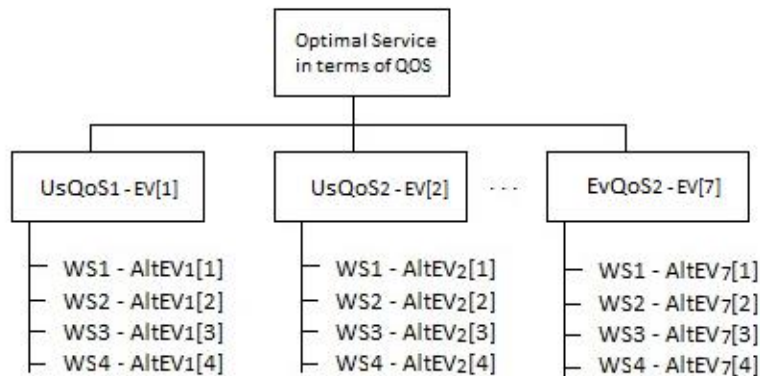 Optimal Service
in terms of QOS
UsQoS1 - EV[1]
UsQoS2 - EV[2]
. . .
EvQoS2 - EV[7]
WS1 - AltEV1[1]
WS2 - AltEV1[2]
WS3 - AltEV1[3]
WS4 - AltEV1[4]
WS1 - AltEV2[1]
WS2 - AltEV2[2]
WS3 - AltEV2[3]
WS4 - AltEV2[4]
WS1 - AltEV7[1]
WS2 - AltEV7[2]
WS3 - AltEV7[3]
WS4 - AltEV7[4]